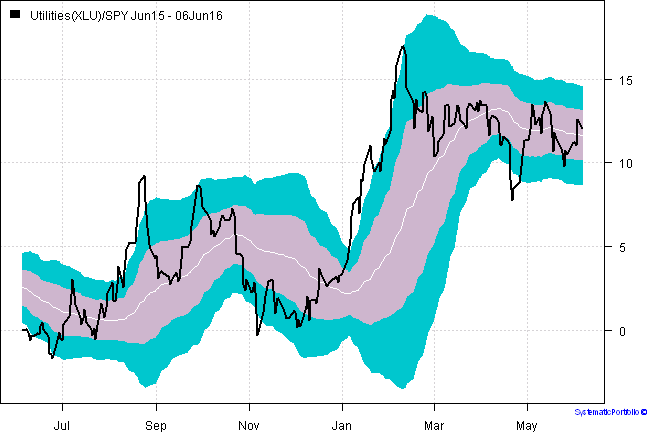 Utilities(XLU)/SPY Jun15 - 06Jun16
15
10
5
0
Jul Sep Nov Jan Mar May
SystematicPortfolio ©